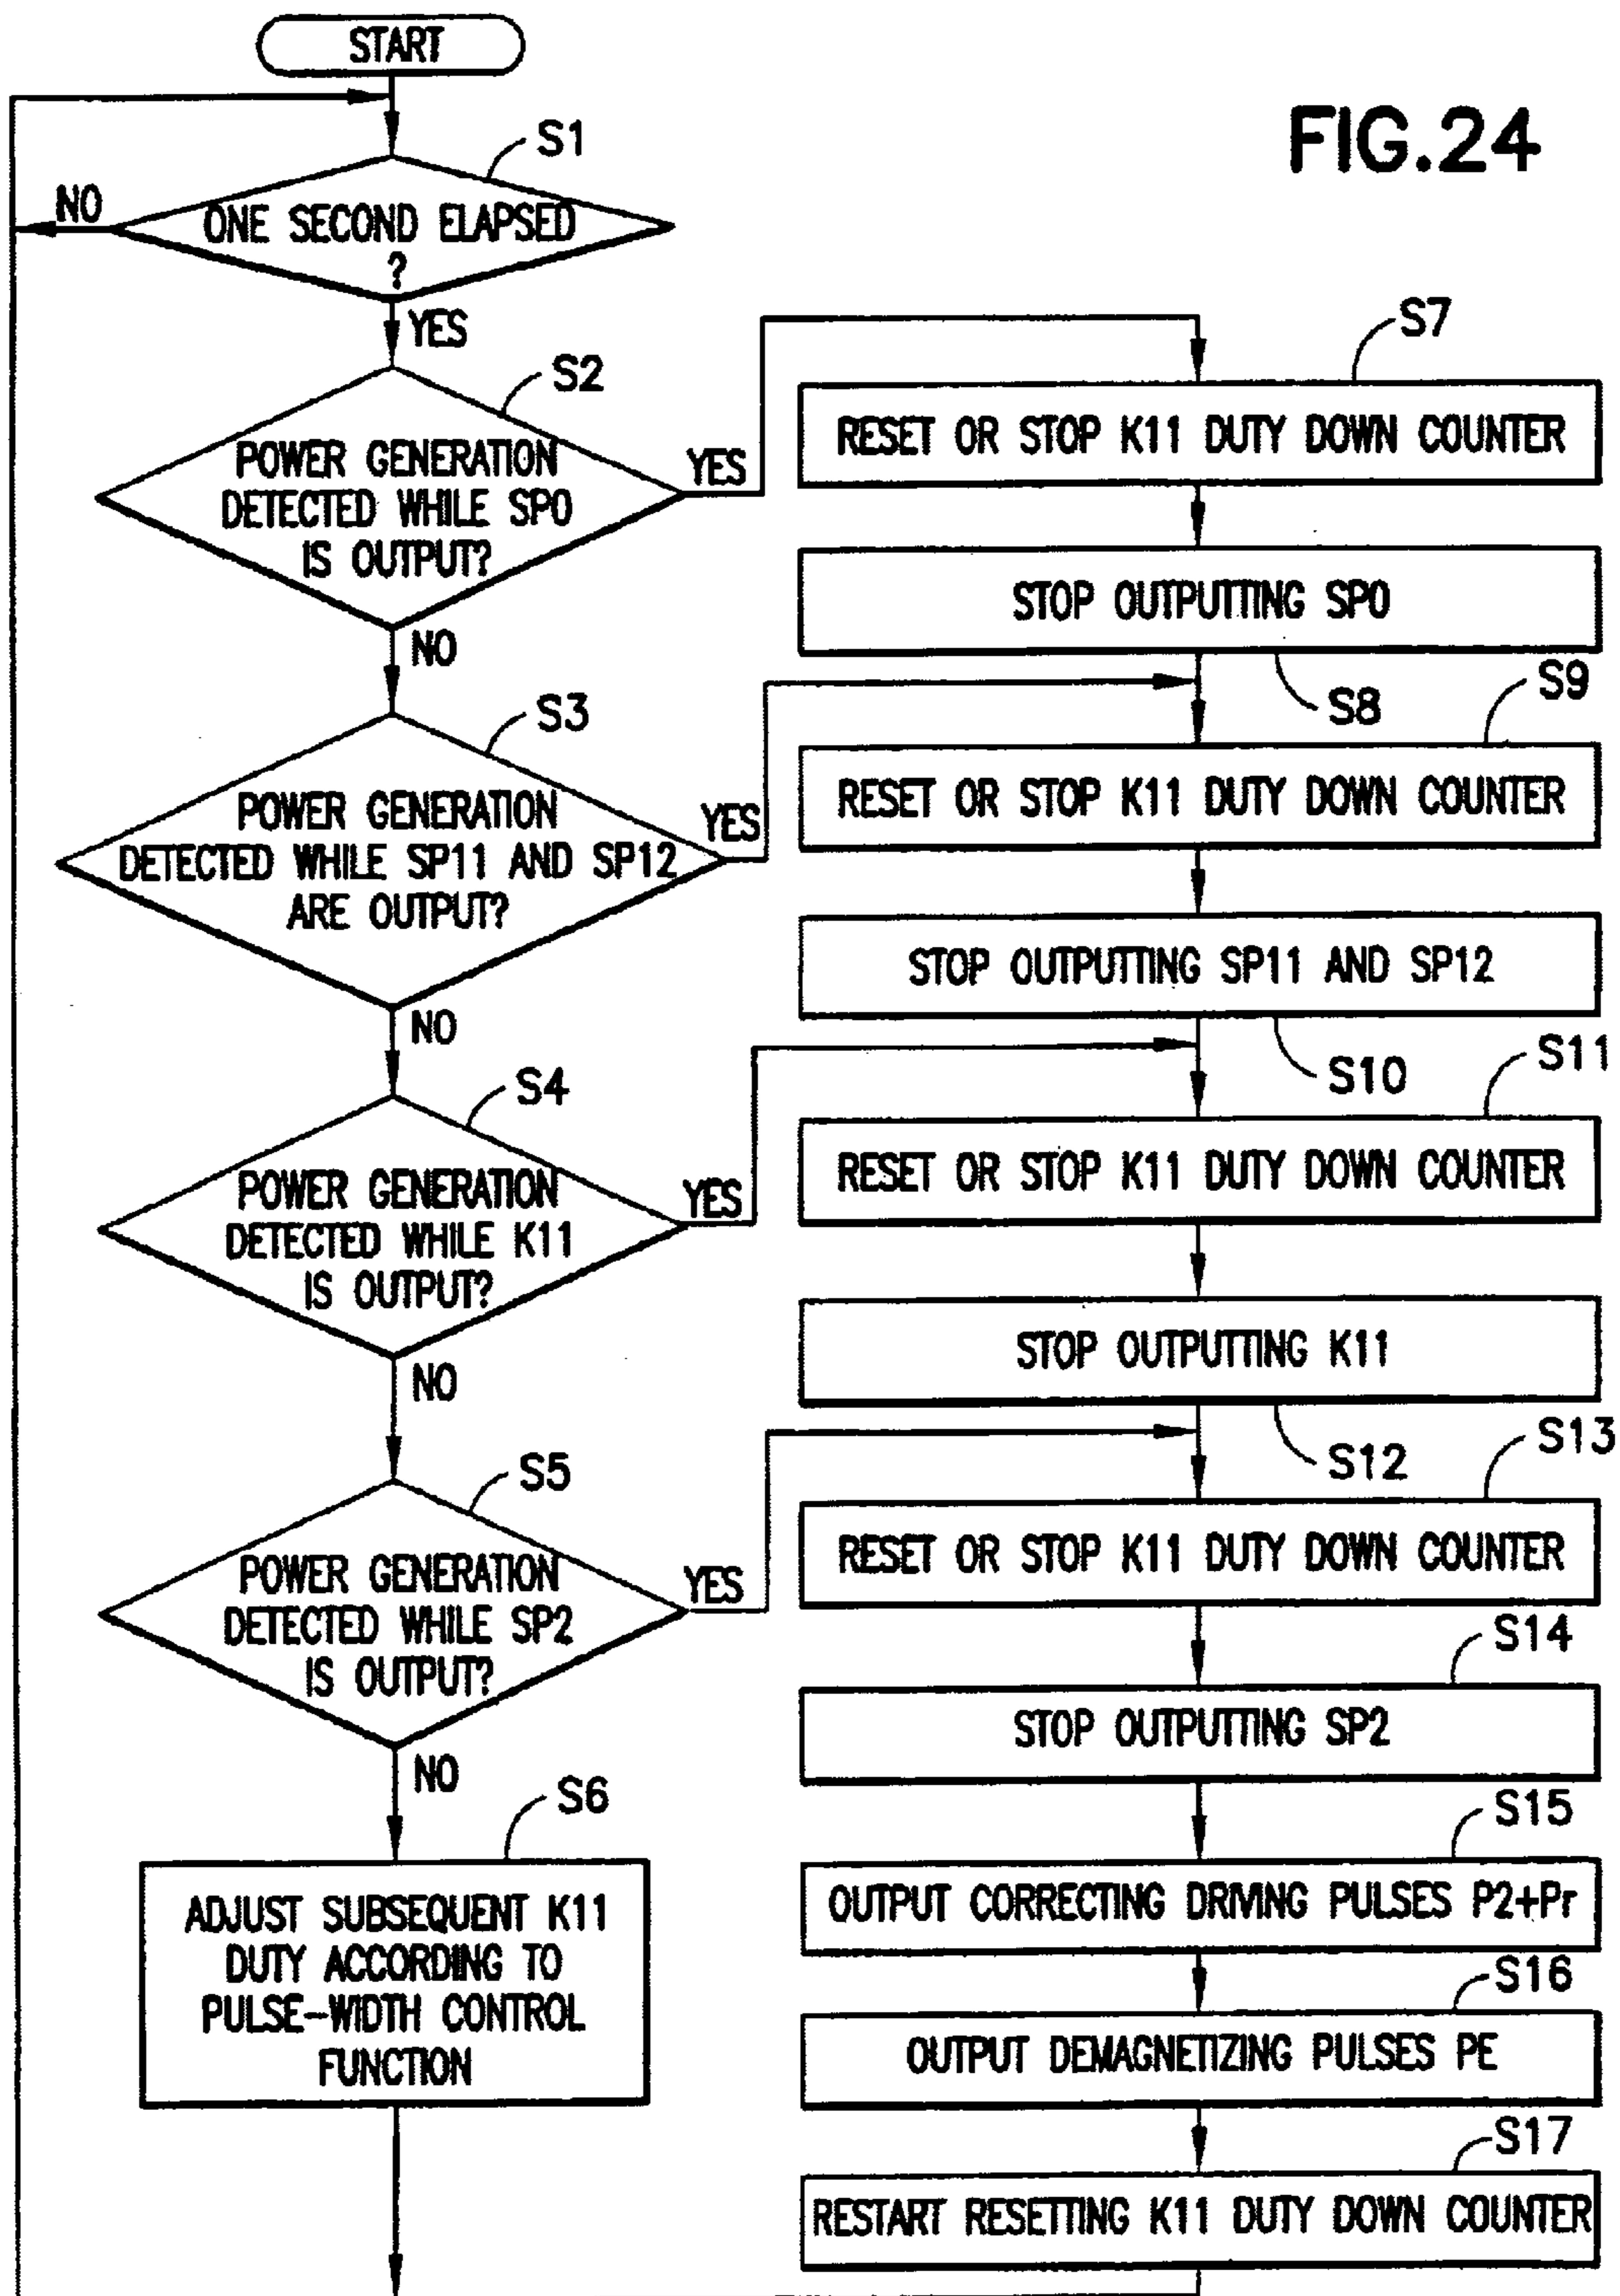 START
FIG.24
S1
NO
ONE SECOND ELAPSED
?
YES
S2
POWER GENERATION
DETECTED WHILE SP0
IS OUTPUT?
YES
NO
S7
RESET OR STOP K11 DUTY DOWN COUNTER
STOP OUTPUTTING SP0
S8
S3
POWER GENERATION
DETECTED WHILE SP11 AND SP12
ARE OUTPUT?
YES
NO
S9
RESET OR STOP K11 DUTY DOWN COUNTER
STOP OUTPUTTING SP11 AND SP12
S10
S4
POWER GENERATION
DETECTED WHILE K11
IS OUTPUT?
YES
NO
S11
RESET OR STOP K11 DUTY DOWN COUNTER
STOP OUTPUTTING K11
S12
S5
POWER GENERATION
DETECTED WHILE SP2
IS OUTPUT?
YES
NO
S13
RESET OR STOP K11 DUTY DOWN COUNTER
S14
STOP OUTPUTTING SP2
S6
ADJUST SUBSEQUENT K11
DUTY ACCORDING TO
PULSE-WIDTH CONTROL
FUNCTION
S15
OUTPUT CORRECTING DRIVING PULSES P2+Pr
S16
OUTPUT DEMAGNETIZING PULSES PE
S17
RESTART RESETTING K11 DUTY DOWN COUNTER